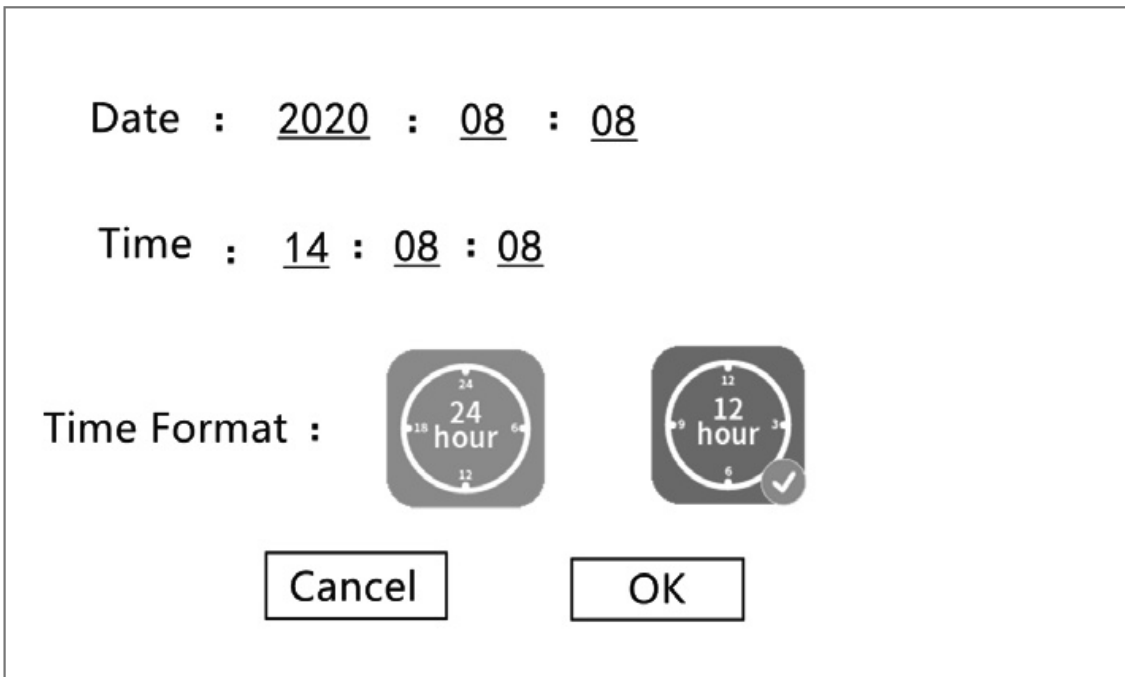 Date : 2020 : 08 : 08
Time : 14 : 08 : 08
Time Format :
24
24
hour
18
6
12
12
12
hour
9
3
6
Cancel
OK